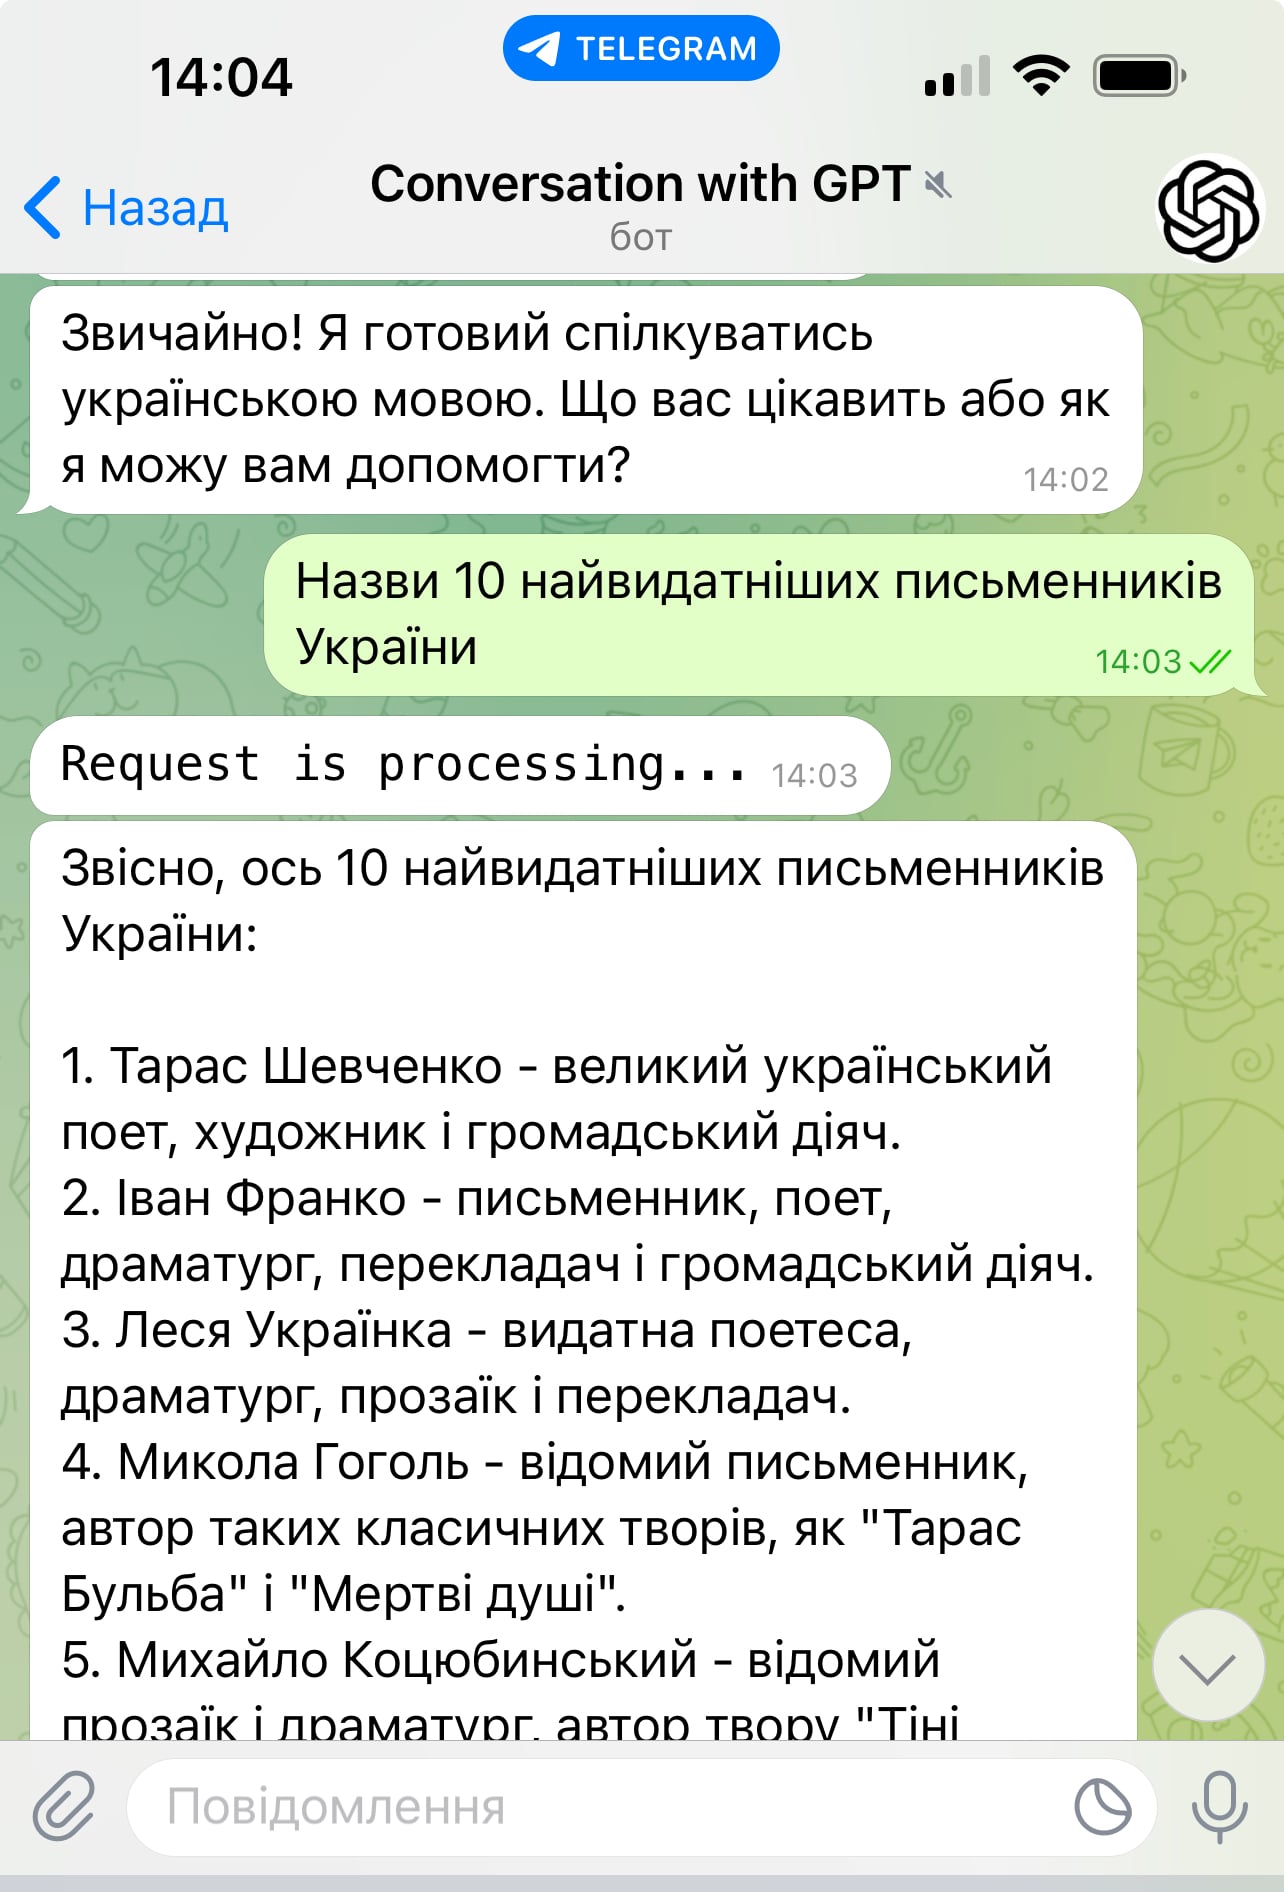 14:04
TELEGRAM
Назад
Conversation with GPT
бот
Звичайно! Я готовий спілкуватись
українською мовою. Що вас цікавить або як
я можу вам допомогти?
14:02
Назви 10 найвидатніших письменників
України
14:03
Request is processing...
14:03
Звісно, ось 10 найвидатніших письменників
України:
1. Тарас Шевченко - великий український
поет, художник і громадський діяч.
2. Іван Франко - письменник, поет,
драматург, перекладач і громадський діяч.
3. Леся Українка - видатна поетеса,
драматург, прозаїк і перекладач.
4. Микола Гоголь - відомий письменник,
автор таких класичних творів, як "Тарас
Бульба" і "Мертві душі".
5. Михайло Коцюбинський - відомий
прозаїк і драматург, автор твору "Тіні
Повідомлення